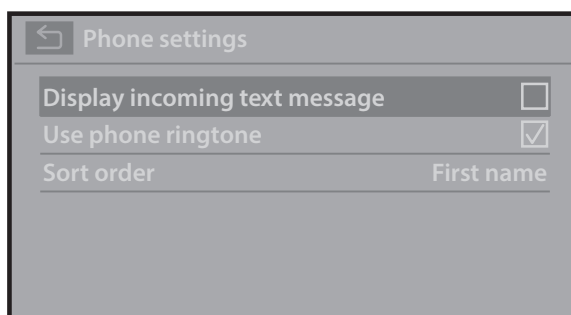 Phone settings
Display incoming text message
Use phone ringtone
Sort order First name